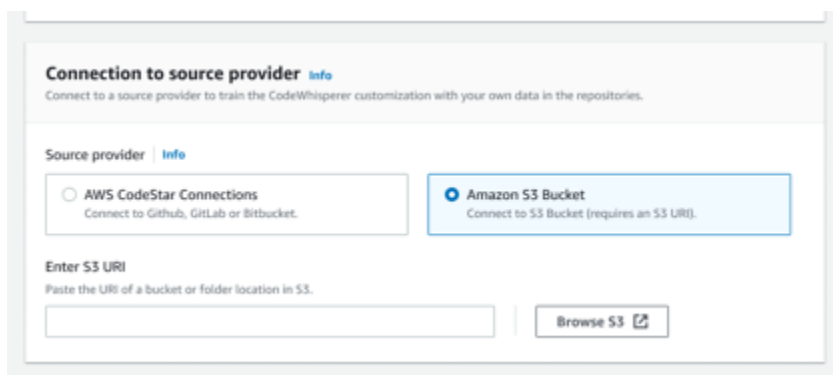 Connection to source provider Info
Connect to a source provider to train the CodeWhisperer customization with your own data in the repositories.
Source provider Info
AWS CodeStar Connections
Connect to Github, GitLab or Bitbucket.
Amazon S3 Bucket
Connect to S3 Bucket (requires an S3 URI).
Enter S3 URI
Paste the URI of a bucket or folder location in S3.
Browse S3